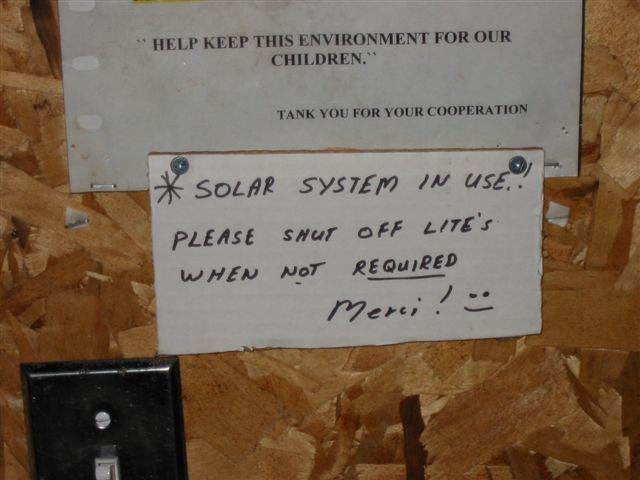 `` HELP KEEP THIS ENVIRONMENT FOR OUR
CHILDREN.``
TANK YOU FOR YOUR COOPERATION
* SOLAR SYSTEM IN USE..!
PLEASE SHUT OFF LITE'S
WHEN NOT REQUIRED
Merci! :)